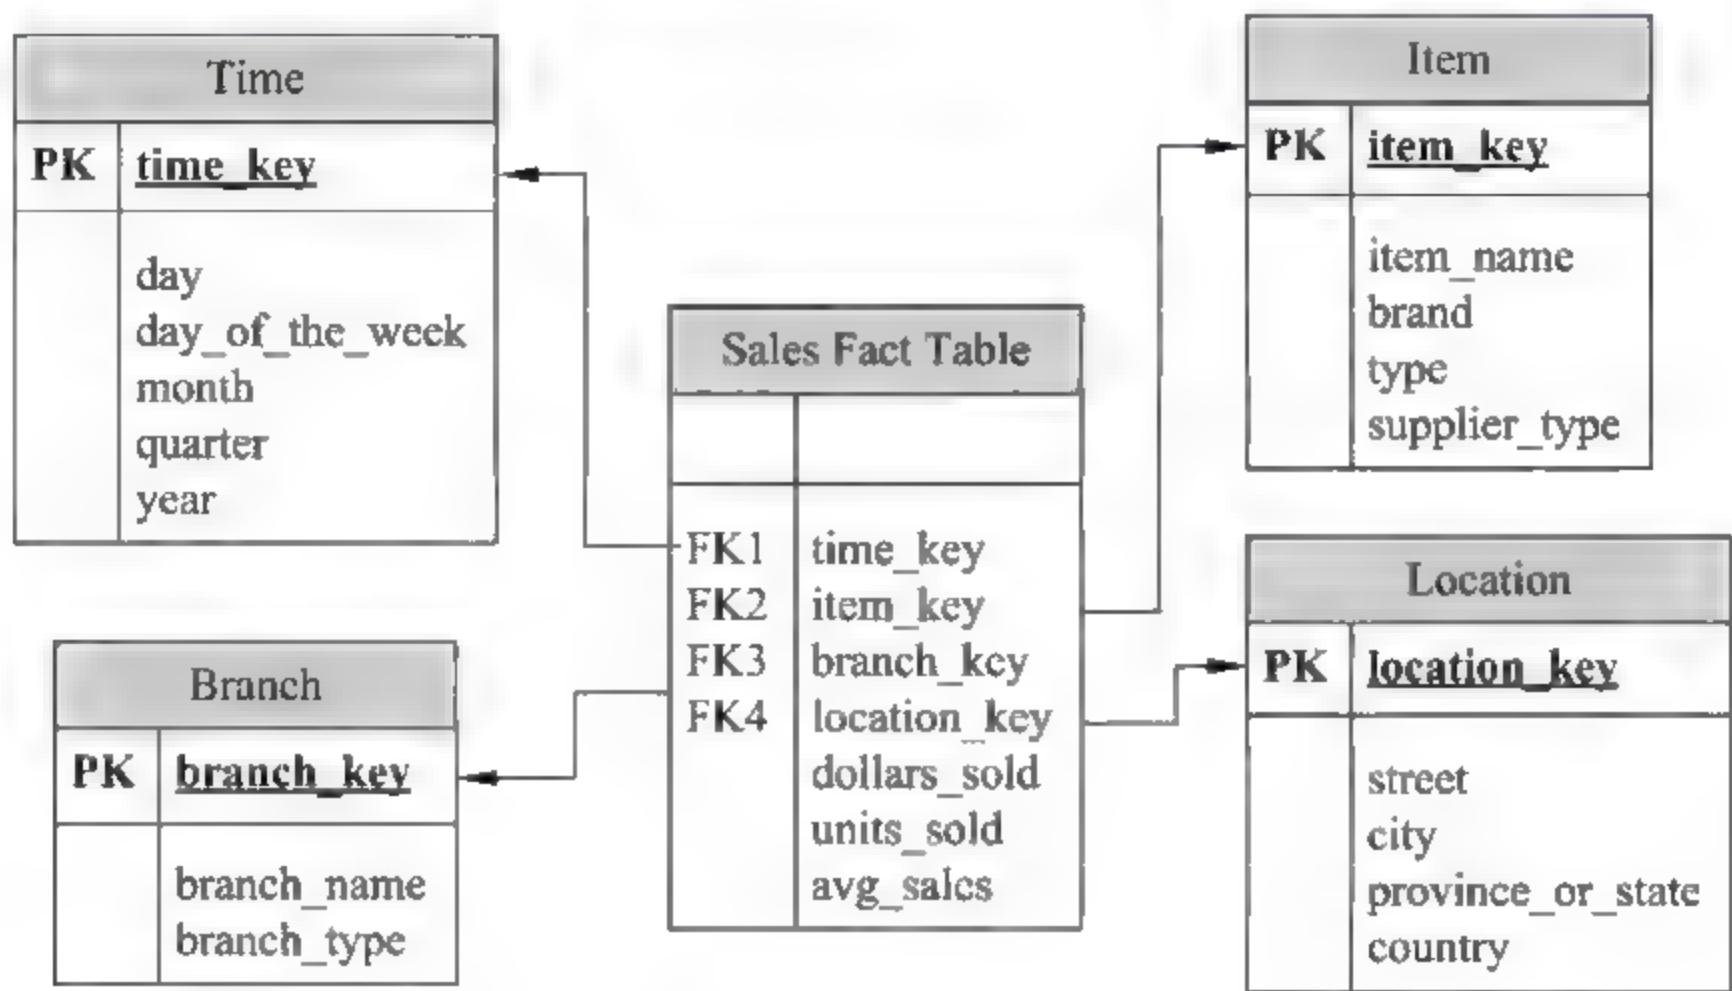 Time
PK time_key
day
day_of_the_week
month
quarter
year
Branch
PK branch_key
branch_name
branch_type
Sales Fact Table
FK1 time_key
FK2 item_key
FK3 branch_key
FK4 location_key
dollars_sold
units_sold
avg_sales
Item
PK item_key
item_name
brand
type
supplier_type
Location
PK location_key
street
city
province_or_state
country